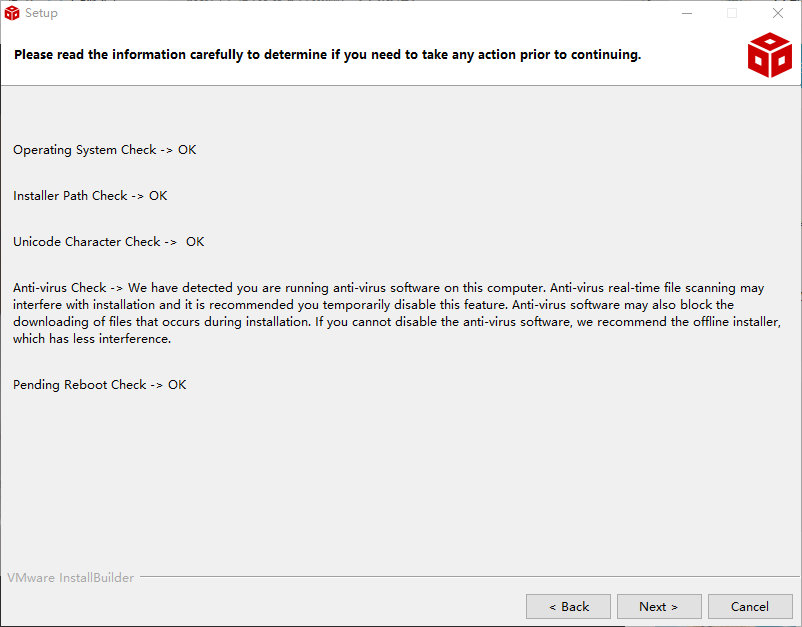 Setup
Please read the information carefully to determine if you need to take any action prior to continuing.
Operating System Check -> OK
Installer Path Check -> OK
Unicode Character Check ->  OK
Anti-virus Check -> We have detected you are running anti-virus software on this computer. Anti-virus real-time file scanning may
interfere with installation and it is recommended you temporarily disable this feature. Anti-virus software may also block the
downloading of files that occurs during installation. If you cannot disable the anti-virus software, we recommend the offline installer,
which has less interference.
Pending Reboot Check -> OK
VMware InstallBuilder
< Back Next > Cancel